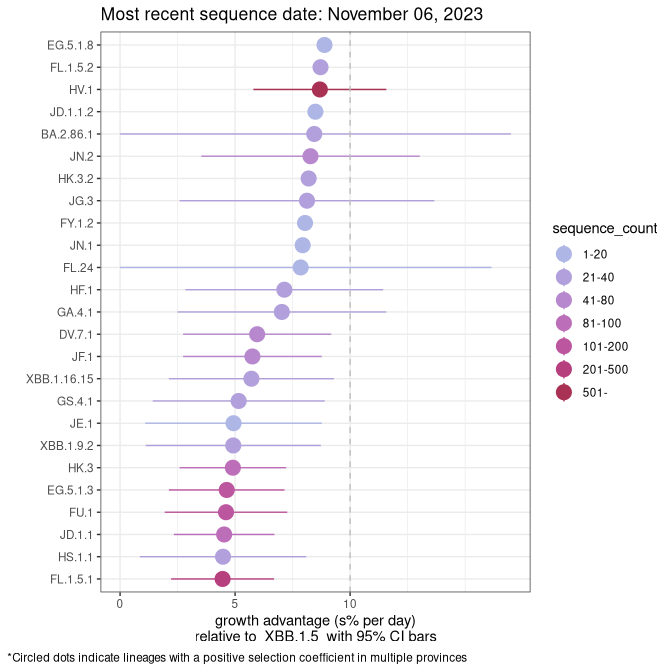 Most recent sequence date: November 06, 2023
EG.5.1.8
FL.1.5.2
HV.1
JD.1.1.2
BA.2.86.1
JN.2
HK.3.2
JG.3
FY.1.2
JN.1
FL.24
HF.1
GA.4.1
DV.7.1
JF.1
XBB.1.16.15
GS.4.1
JE.1
XBB.1.9.2
HK.3
EG.5.1.3
FU.1
JD.1.1
HS.1.1
FL.1.5.1
0 5 10
growth advantage (s% per day)
relative to XBB.1.5 with 95% CI bars
sequence_count
1-20
21-40
41-80
81-100
101-200
201-500
501-
*Circled dots indicate lineages with a positive selection coefficient in multiple provinces